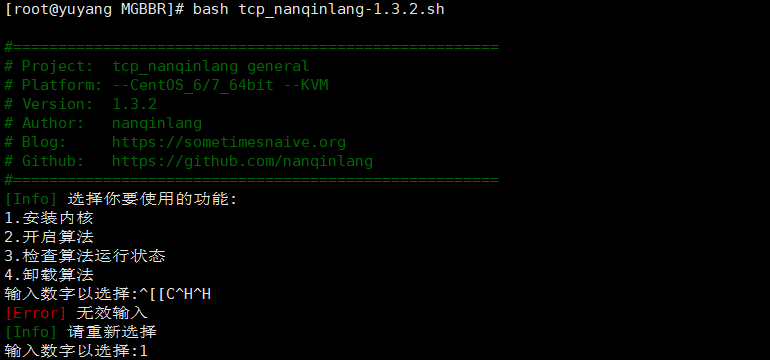 [root@yuyang MGBBR]# bash tcp_nanqinlang-1.3.2.sh
#======================================================
# Project:  tcp_nanqinlang general
# Platform: --CentOS_6/7_64bit --KVM
# Version:  1.3.2
# Author:   nanqinlang
# Blog:     https://sometimesnaive.org
# Github:   https://github.com/nanqinlang
#======================================================
[Info] 选择你要使用的功能:
1.安装内核
2.开启算法
3.检查算法运行状态
4.卸载算法
输入数字以选择:^[[C^H^H
[Error] 无效输入
[Info] 请重新选择
输入数字以选择:1